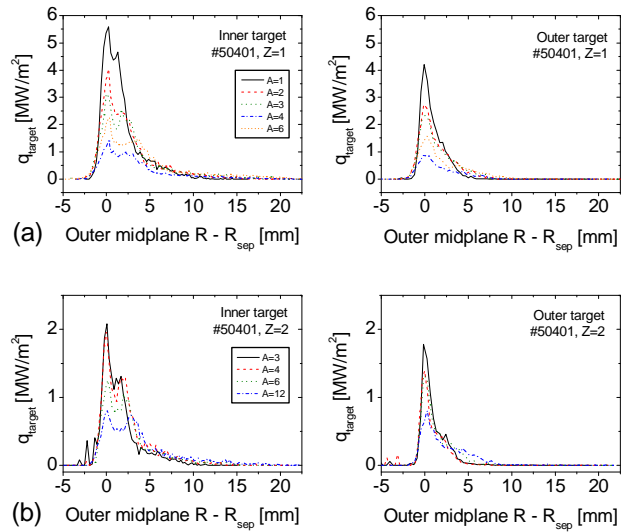 Inner target
#50401, Z=1
A=1
A=2
A=3
A=4
A=6
q_target [MW/m²]
6
5
4
3
2
1
0
-5 0 5 10 15 20
Outer midplane R - R_sep [mm]
Outer target
#50401, Z=1
q_target [MW/m²]
6
5
4
3
2
1
0
-5 0 5 10 15 20
Outer midplane R - R_sep [mm]
(a)
Inner target
#50401, Z=2
A=3
A=4
A=6
A=12
q_target [MW/m²]
2
1
0
-5 0 5 10 15 20
Outer midplane R - R_sep [mm]
Outer target
#50401, Z=2
q_target [MW/m²]
2
1
0
-5 0 5 10 15 20
Outer midplane R - R_sep [mm]
(b)